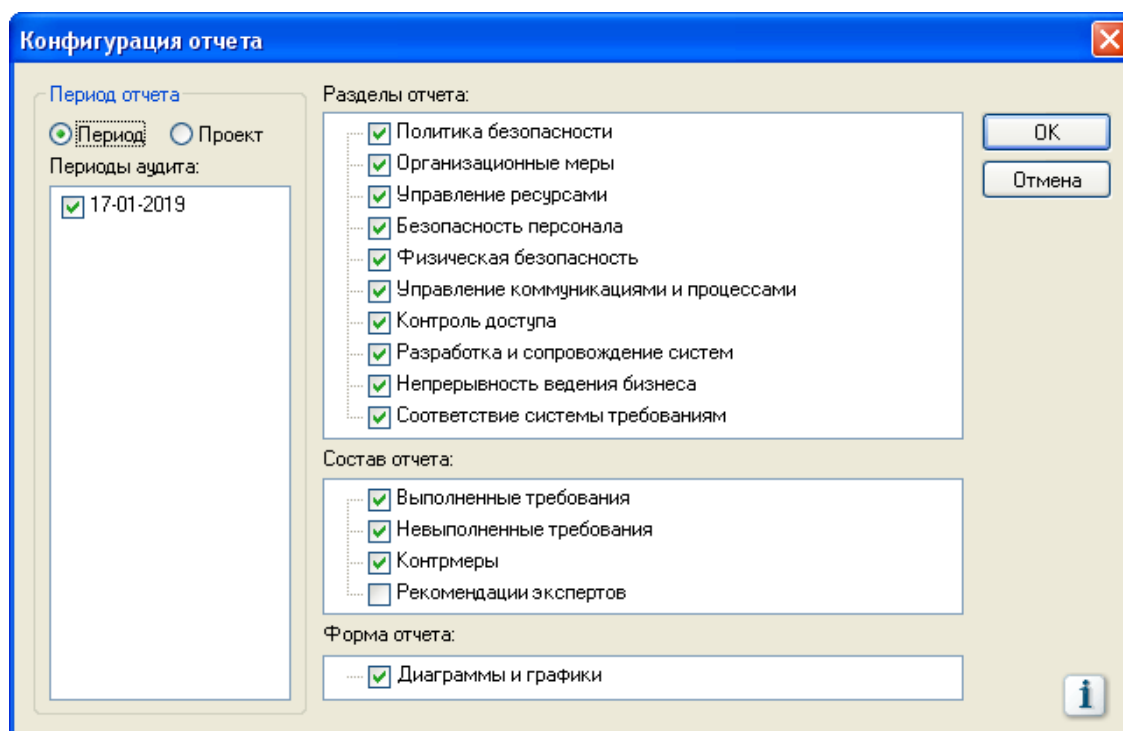 Конфигурация отчета
Период отчета
Период Проект
Периоды аудита:
17-01-2019
Разделы отчета:
Политика безопасности
Организационные меры
Управление ресурсами
Безопасность персонала
Физическая безопасность
Управление коммуникациями и процессами
Контроль доступа
Разработка и сопровождение систем
Непрерывность ведения бизнеса
Соответствие системы требованиям
Состав отчета:
Выполненные требования
Невыполненные требования
Контрмеры
Рекомендации экспертов
Форма отчета:
Диаграммы и графики
OK
Отмена